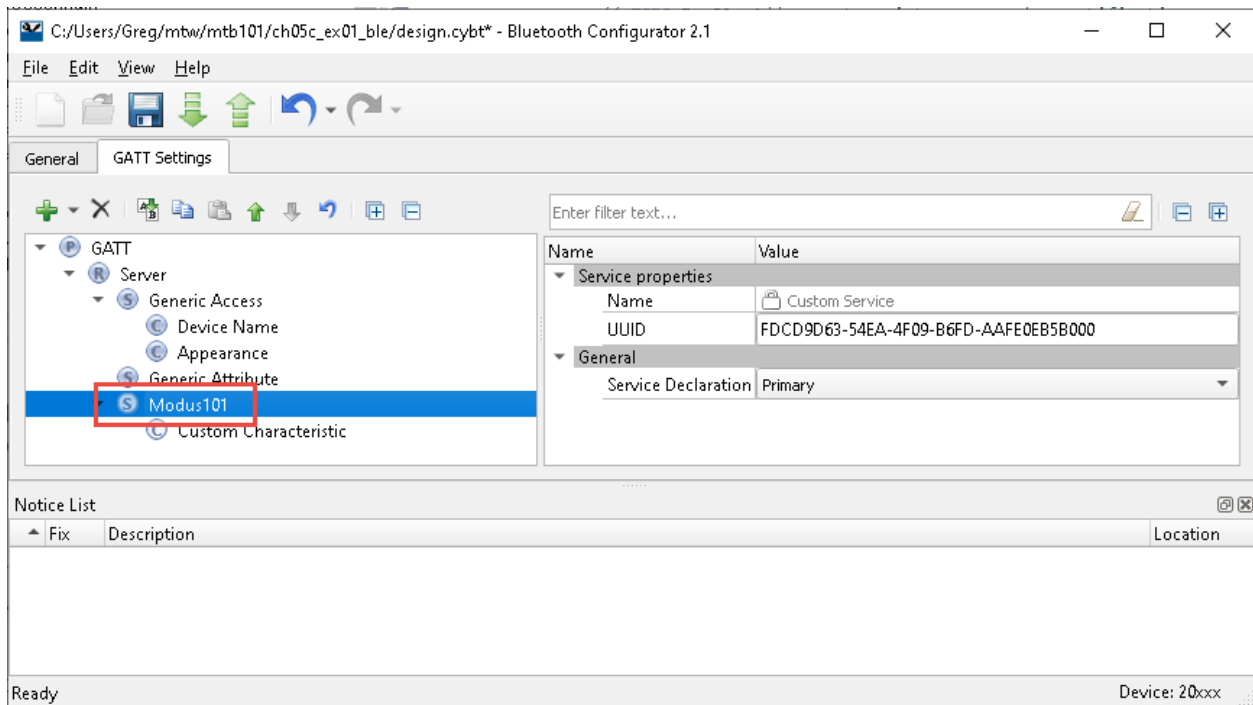 C:/Users/Greg/mtw/mtb101/ch05c_ex01_ble/design.cybt* - Bluetooth Configurator 2.1
File Edit View Help
General GATT Settings
Enter filter text...
GATT
Server
Generic Access
Device Name
Appearance
Generic Attribute
Modus101
Custom Characteristic
Name Value
Service properties
Name Custom Service
UUID FDCD9D63-54EA-4F09-B6FD-AAFE0EB5B000
General
Service Declaration Primary
Notice List
Fix Description Location
Ready Device: 20xxx